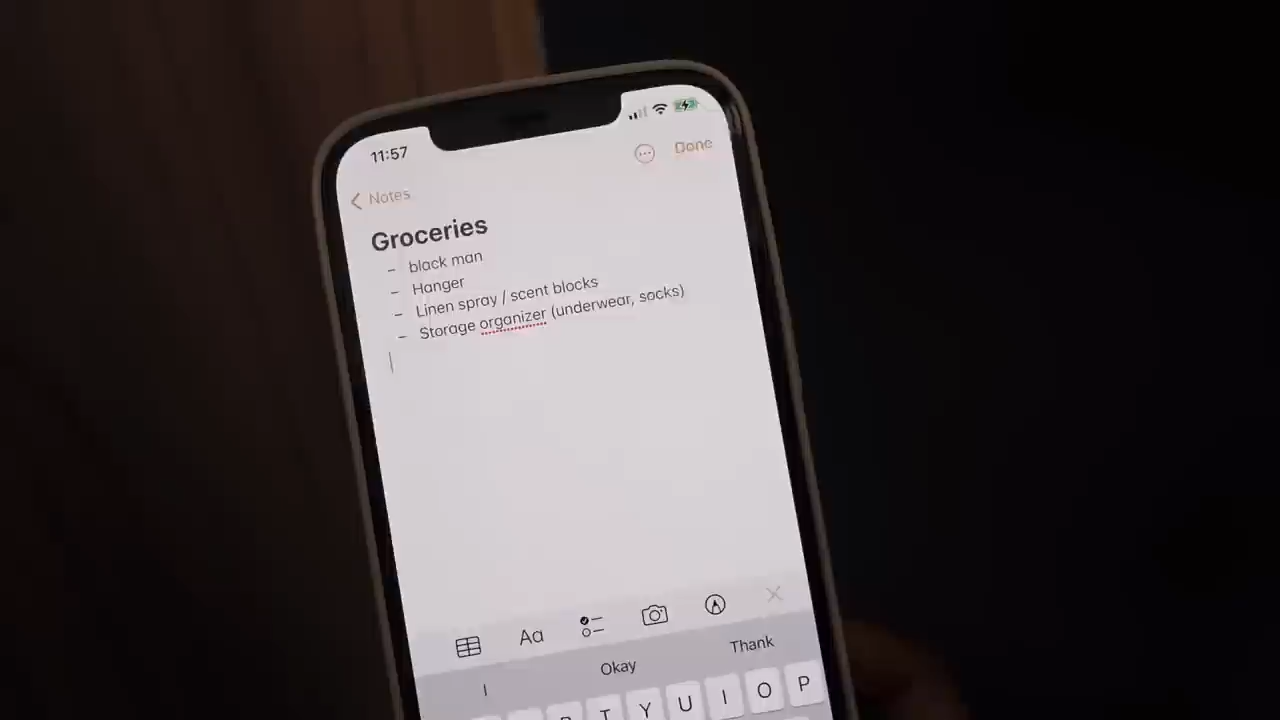 11:57
Done
Notes
Groceries
– black man
– Hanger
– Linen spray / scent blocks
– Storage organizer (underwear, socks)
Aa
I
Okay
Thank
T Y U I O P